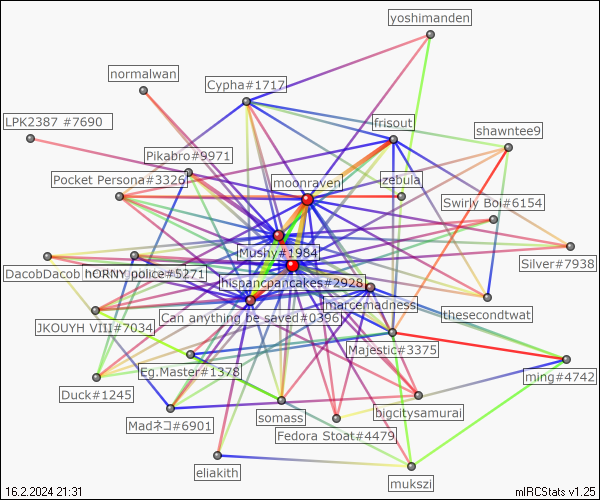 yoshimanden
normalwan
Cypha#1717
LPK2387 #7690
frisout
shawntee9
Pikabro#9971
Pocket Persona#3326
moonraven
zebula
Swirly Boi#6154
Mushy#1984
DacobDacob
hORNY police#5271
Silver#7938
hispancpancakes#2928
marcemadness
Can anything be saved#0396
thesecondtwat
JKOUYH VIII#7034
Majestic#3375
Eg.Master#1378
ming#4742
Duck#1245
bigcitysamurai
somass
Madネコ#6901
Fedora Stoat#4479
eliakith
mukszi
16.2.2024 21:31
mIRCStats v1.25